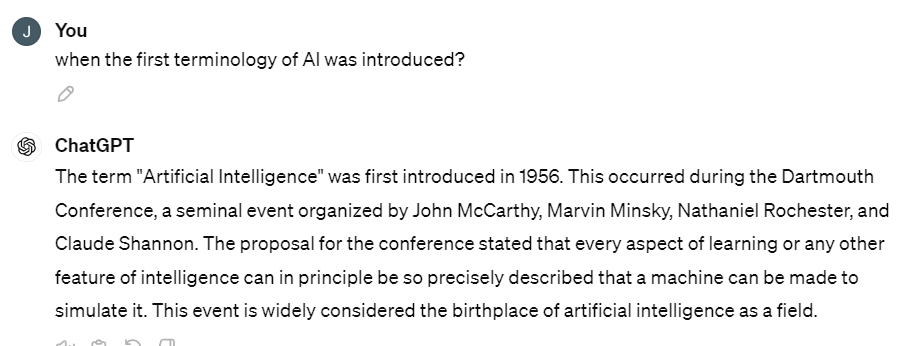 J You
when the first terminology of AI was introduced?
ChatGPT
The term "Artificial Intelligence" was first introduced in 1956. This occurred during the Dartmouth
Conference, a seminal event organized by John McCarthy, Marvin Minsky, Nathaniel Rochester, and
Claude Shannon. The proposal for the conference stated that every aspect of learning or any other
feature of intelligence can in principle be so precisely described that a machine can be made to
simulate it. This event is widely considered the birthplace of artificial intelligence as a field.